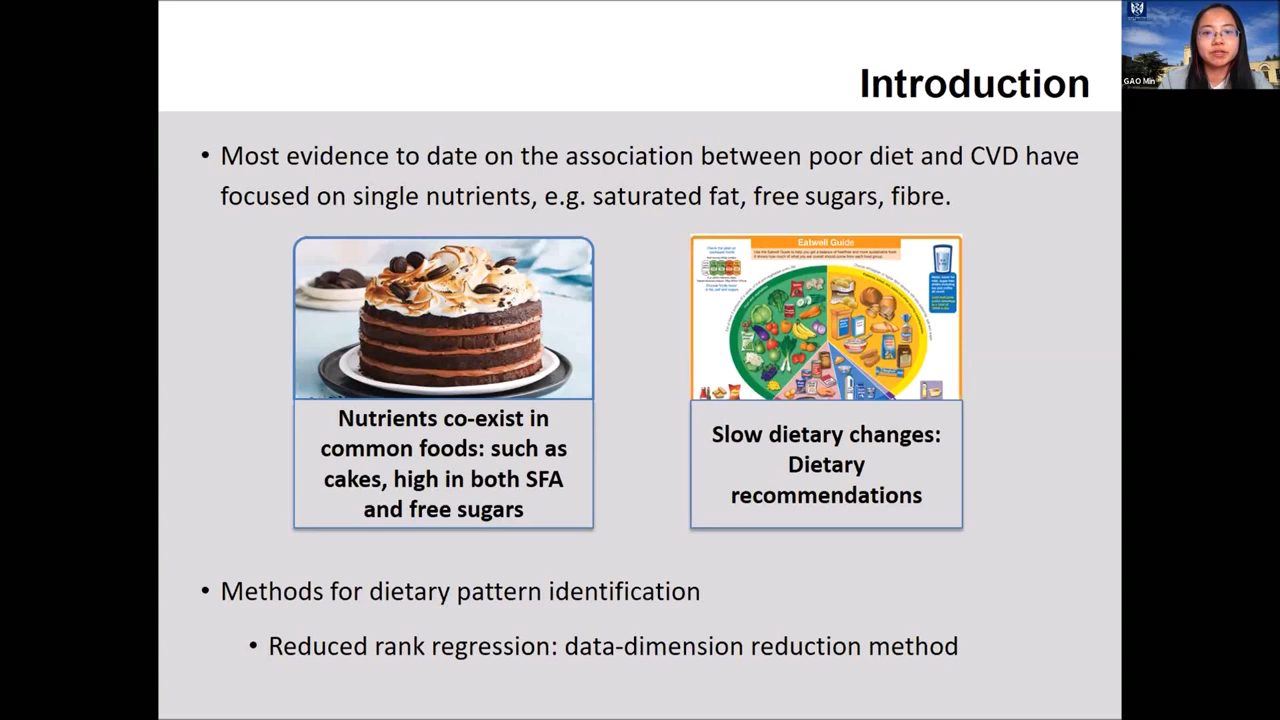 Introduction
GAO Min
• Most evidence to date on the association between poor diet and CVD have
focused on single nutrients, e.g. saturated fat, free sugars, fibre.
Eatwell Guide
Nutrients co-exist in
common foods: such as
cakes, high in both SFA
and free sugars
Slow dietary changes:
Dietary
recommendations
• Methods for dietary pattern identification
• Reduced rank regression: data-dimension reduction method